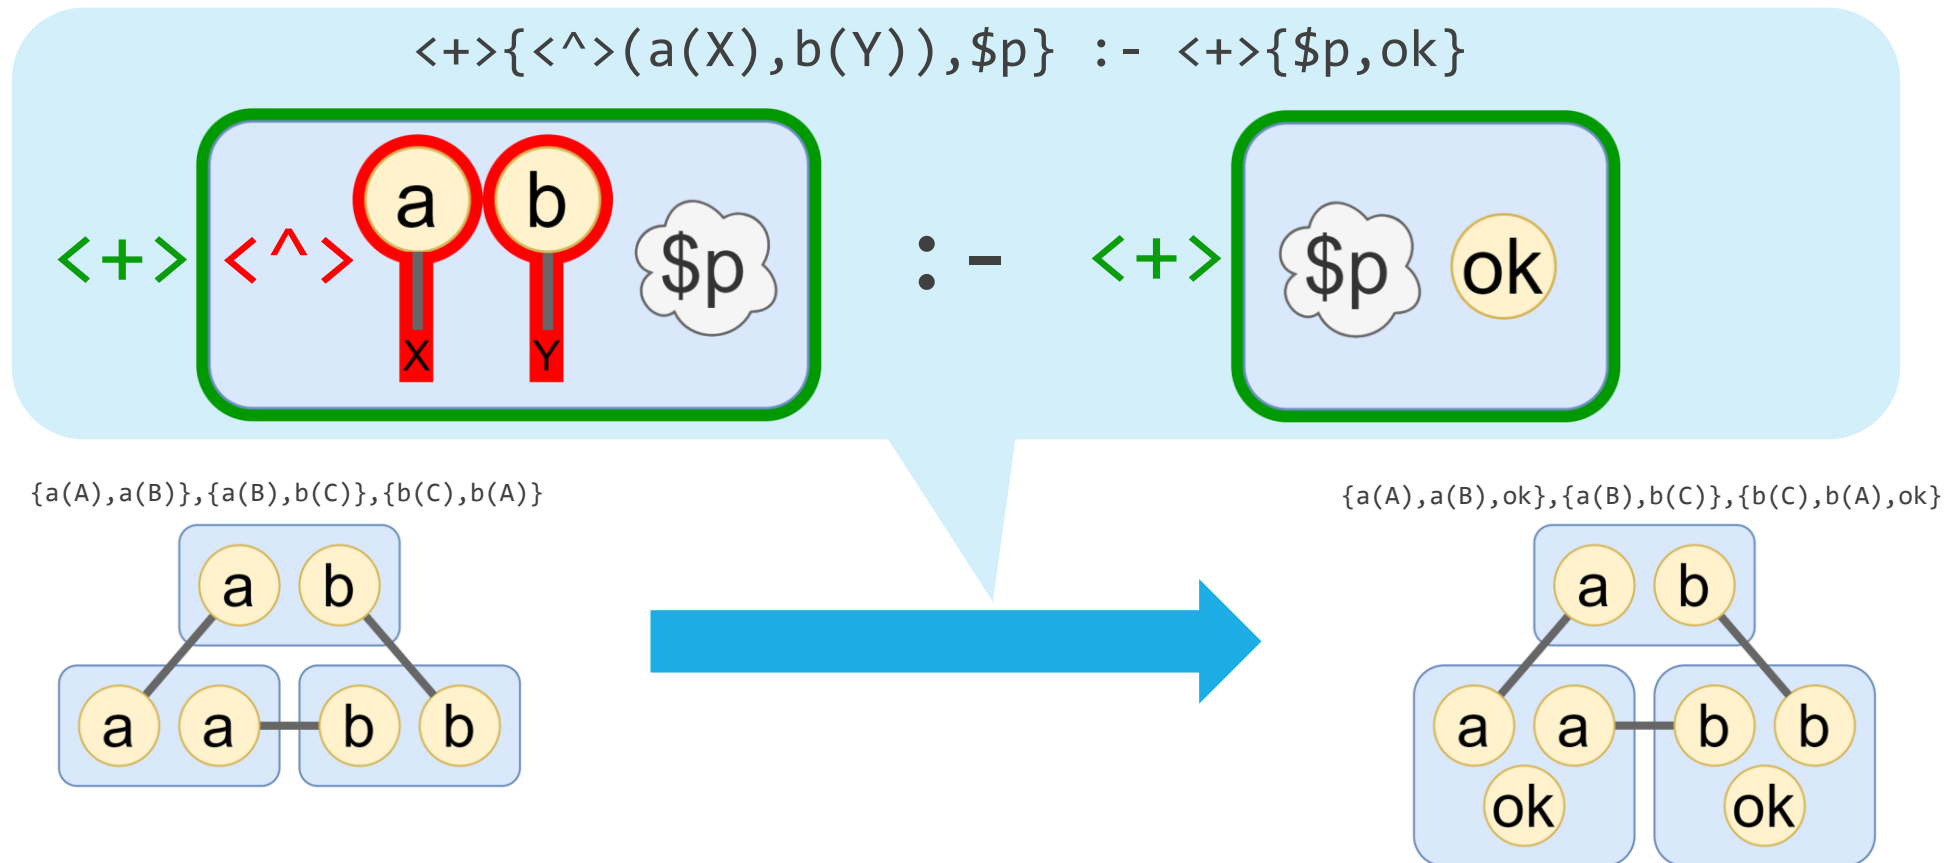 <+>{<^>(a(X),b(Y)),$p} :- <+>{$p,ok}
<+> <^> a b $p :- <+> $p ok
X Y
{a(A),a(B)},{a(B),b(C)},{b(C),b(A)}
{a(A),a(B),ok},{a(B),b(C)},{b(C),b(A),ok}
a b
a b
a a b b
a a b b
ok ok